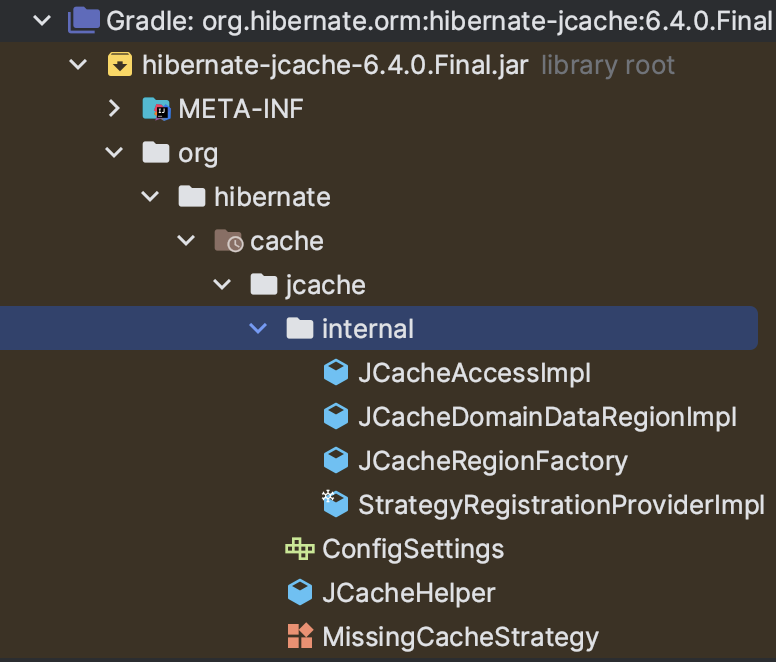 Gradle: org.hibernate.orm:hibernate-jcache:6.4.0.Final
hibernate-jcache-6.4.0.Final.jar library root
META-INF
org
hibernate
cache
jcache
internal
JCacheAccessImpl
JCacheDomainDataRegionImpl
JCacheRegionFactory
StrategyRegistrationProviderImpl
ConfigSettings
JCacheHelper
MissingCacheStrategy